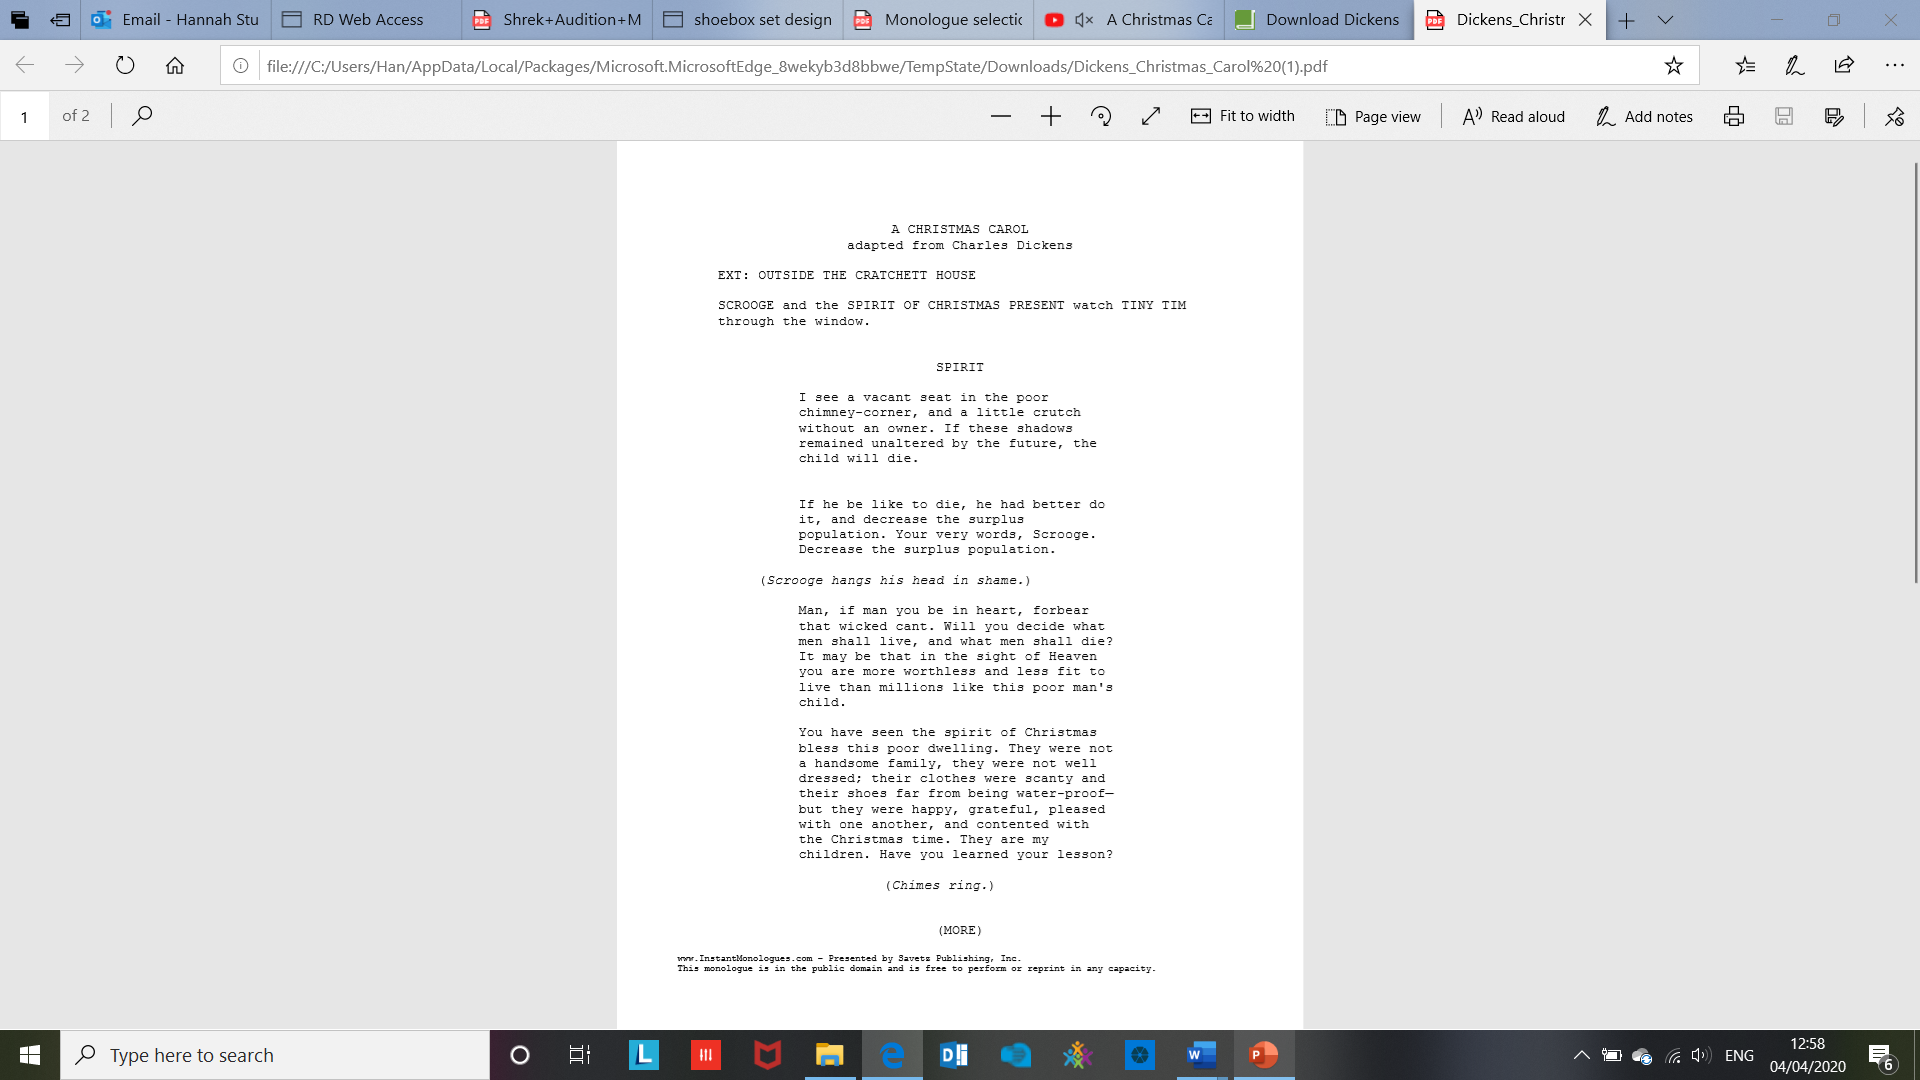 Email - Hannah Stu
RD Web Access
Shrek+Audition+M
shoebox set design
Monologue selectic
A Christmas Ca
Download Dickens
Dickens_Christr
file:///C:/Users/Han/AppData/Local/Packages/Microsoft.MicrosoftEdge_8wekyb3d8bbwe/TempState/Downloads/Dickens_Christmas_Carol%20(1).pdf
1 of 2
Fit to width
Page view
Read aloud
Add notes
A CHRISTMAS CAROL
adapted from Charles Dickens
EXT: OUTSIDE THE CRATCHETT HOUSE
SCROOGE and the SPIRIT OF CHRISTMAS PRESENT watch TINY TIM
through the window.
SPIRIT
I see a vacant seat in the poor
chimney-corner, and a little crutch
without an owner. If these shadows
remained unaltered by the future, the
child will die.
If he be like to die, he had better do
it, and decrease the surplus
population. Your very words, Scrooge.
Decrease the surplus population.
(Scrooge hangs his head in shame.)
Man, if man you be in heart, forbear
that wicked cant. Will you decide what
men shall live, and what men shall die?
It may be that in the sight of Heaven
you are more worthless and less fit to
live than millions like this poor man's
child.
You have seen the spirit of Christmas
bless this poor dwelling. They were not
a handsome family, they were not well
dressed; their clothes were scanty and
their shoes far from being water-proof—
but they were happy, grateful, pleased
with one another, and contented with
the Christmas time. They are my
children. Have you learned your lesson?
(Chimes ring.)
(MORE)
www.InstantMonologues.com - Presented by Savetz Publishing, Inc.
This monologue is in the public domain and is free to perform or reprint in any capacity.
Type here to search
ENG
12:58
04/04/2020
6